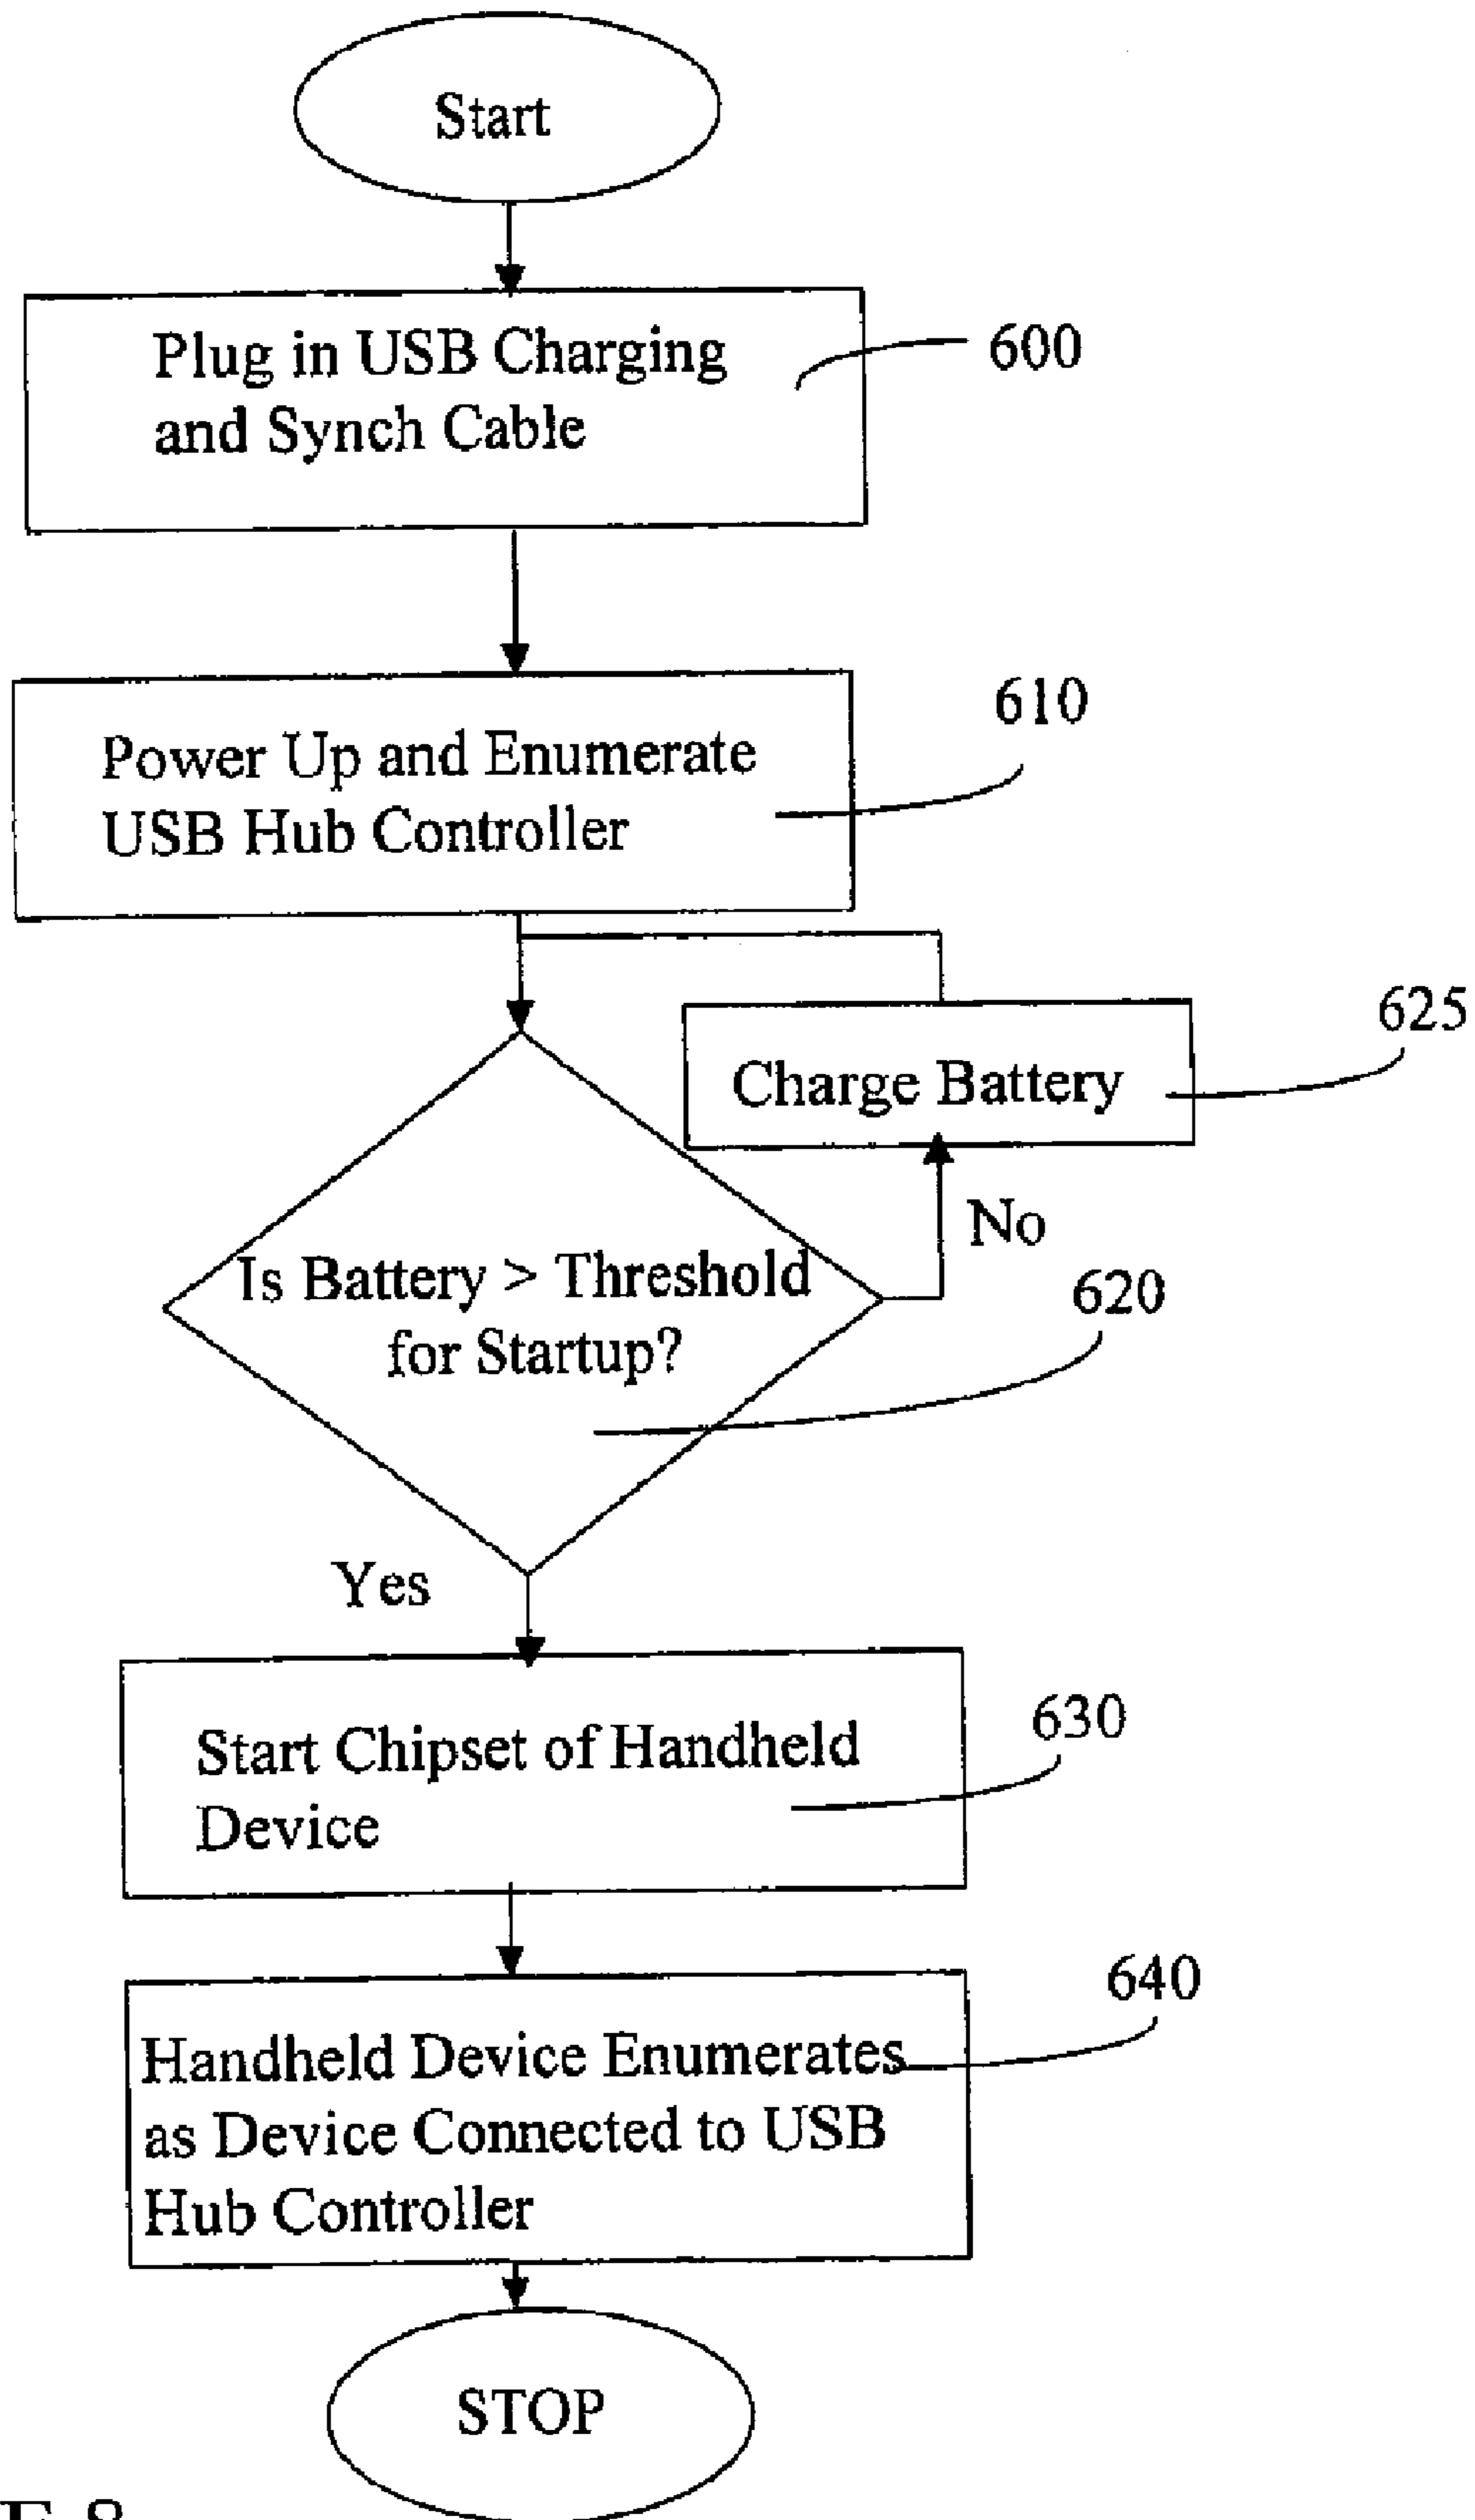 Start
Plug in USB Charging
and Synch Cable
600
610
Power Up and Enumerate
USB Hub Controller
625
Charge Battery
No
Is Battery > Threshold
for Startup?
620
Yes
Start Chipset of Handheld
Device
630
640
Handheld Device Enumerates
as Device Connected to USB
Hub Controller
STOP
E 8